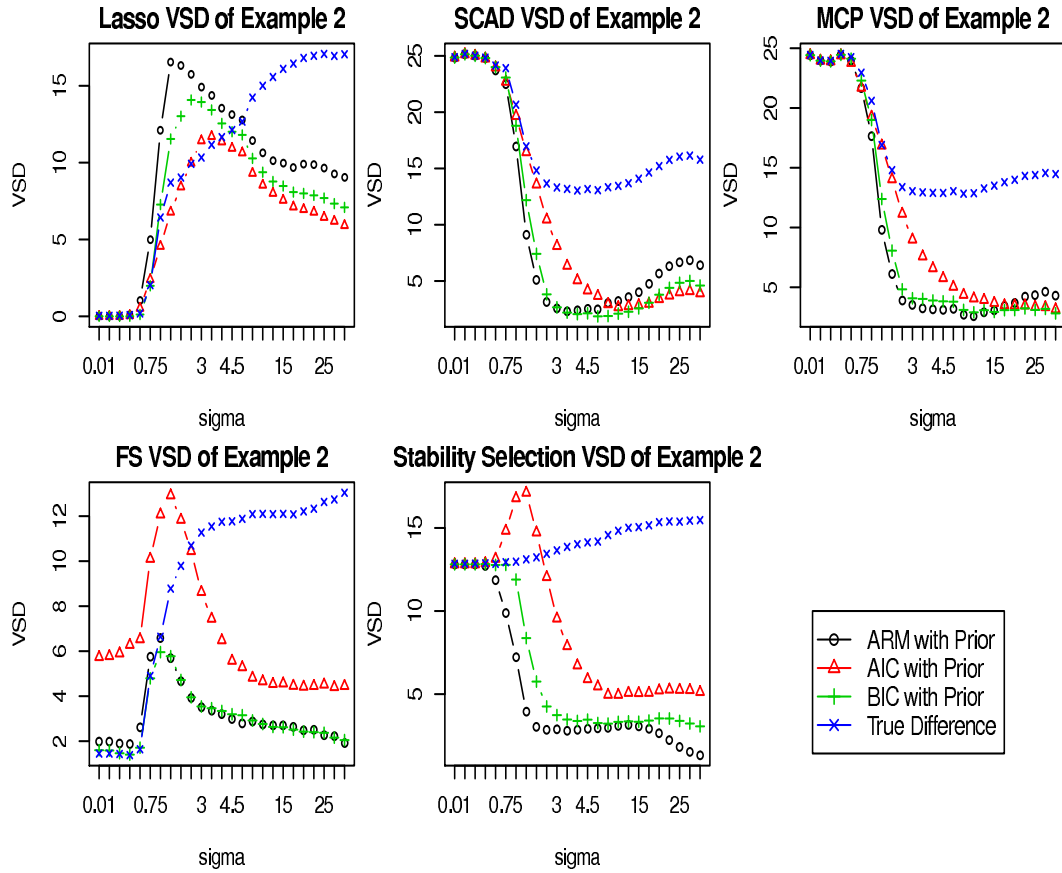 Lasso VSD of Example 2
VSD
0 5 10 15
0.01 0.75 3 4.5 15 25
sigma
SCAD VSD of Example 2
VSD
5 10 15 20 25
0.01 0.75 3 4.5 15 25
sigma
MCP VSD of Example 2
VSD
5 10 15 20 25
0.01 0.75 3 4.5 15 25
sigma
FS VSD of Example 2
VSD
2 4 6 8 10 12
0.01 0.75 3 4.5 15 25
sigma
Stability Selection VSD of Example 2
VSD
5 10 15
0.01 0.75 3 4.5 15 25
sigma
ARM with Prior
AIC with Prior
BIC with Prior
True Difference